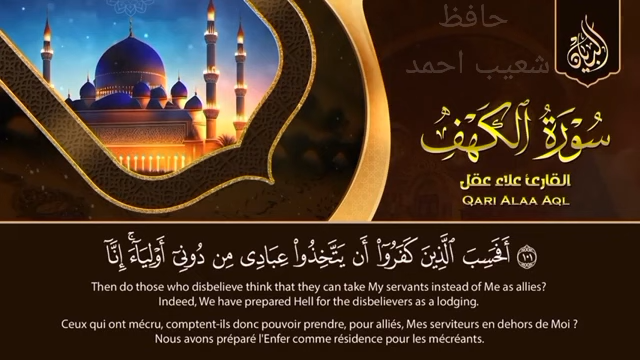 حافظ
شعيب احمد
البيان
سُورَةُ الكَهْفِ
القارئ علاء عقل
QARI ALAA AQL
۝١٠١ أَفَحَسِبَ ٱلَّذِينَ كَفَرُوٓا۟ أَن يَتَّخِذُوا۟ عِبَادِى مِن دُونِىٓ أَوْلِيَآءَ ۚ إِنَّآ
Then do those who disbelieve think that they can take My servants instead of Me as allies?
Indeed, We have prepared Hell for the disbelievers as a lodging.
Ceux qui ont mécru, comptent-ils donc pouvoir prendre, pour alliés, Mes serviteurs en dehors de Moi ?
Nous avons préparé l'Enfer comme résidence pour les mécréants.